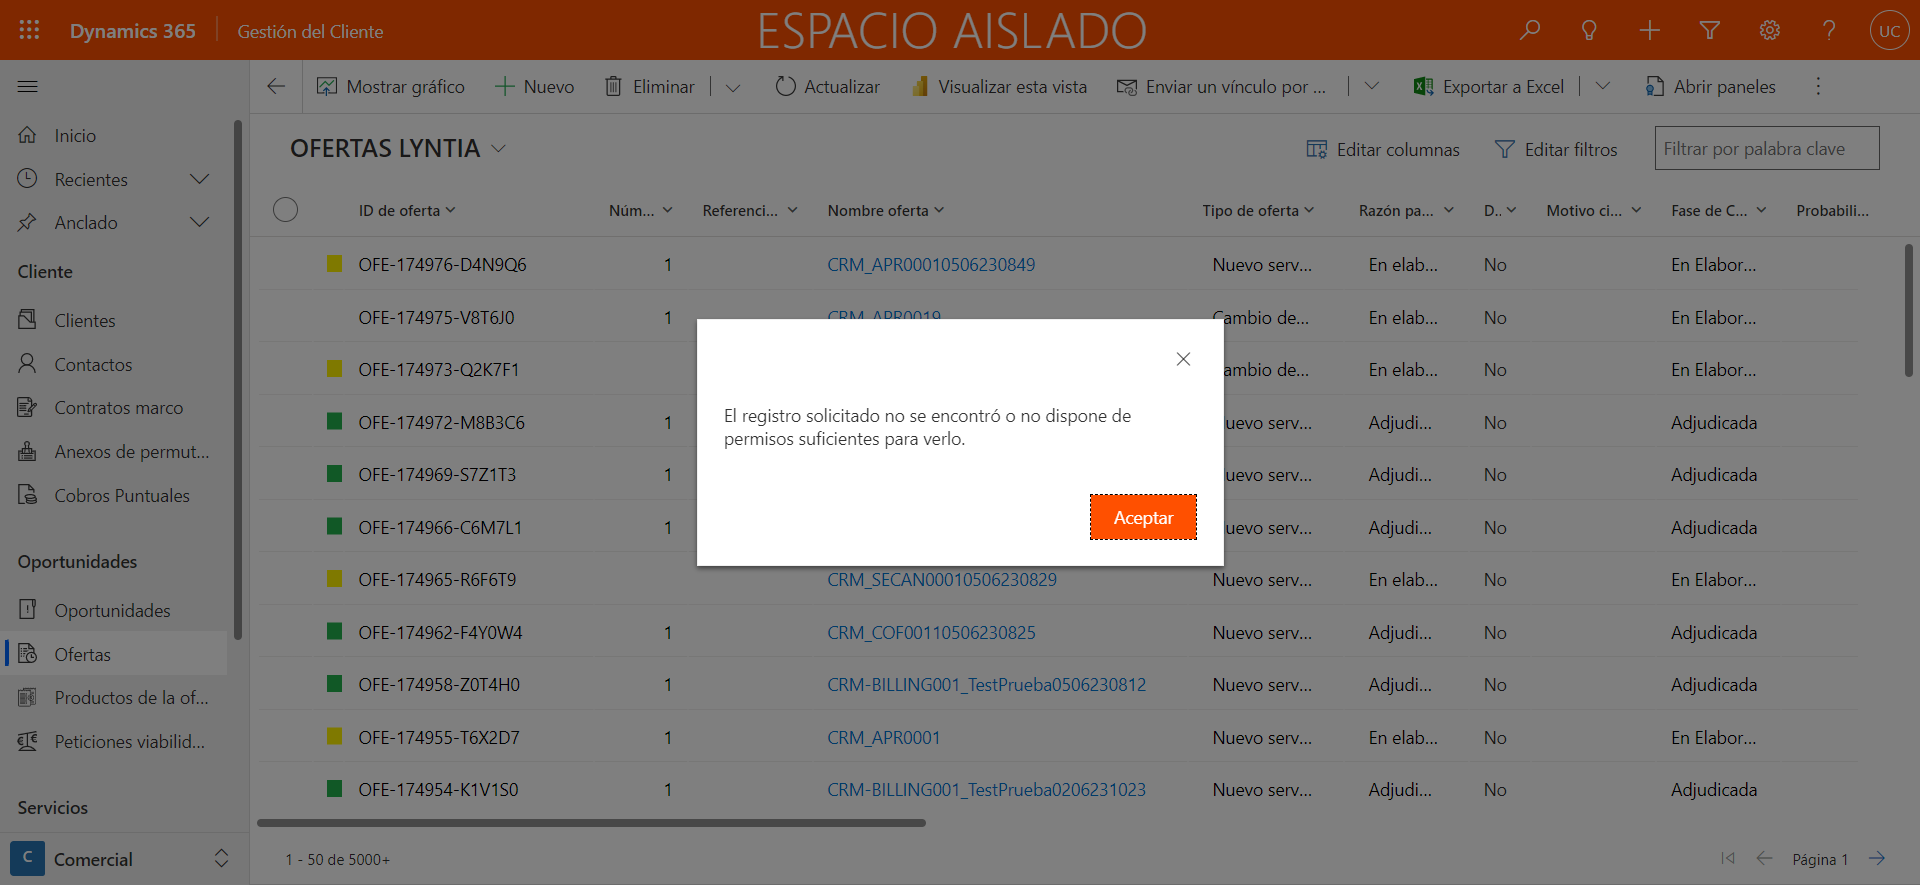 Dynamics 365
Gestión del Cliente
ESPACIO AISLADO
UC
Mostrar gráfico
Nuevo
Eliminar
Actualizar
Visualizar esta vista
Enviar un vínculo por ...
Exportar a Excel
Abrir paneles
Inicio
Recientes
Anclado
Cliente
Clientes
Contactos
Contratos marco
Anexos de permut...
Cobros Puntuales
Oportunidades
Oportunidades
Ofertas
Productos de la of...
Peticiones viabilid...
Servicios
C Comercial
OFERTAS LYNTIA
Editar columnas
Editar filtros
Filtrar por palabra clave
ID de oferta Núm... Referenci... Nombre oferta Tipo de oferta Razón pa... D.. Motivo ci... Fase de C... Probabili...
OFE-174976-D4N9Q6 1 CRM_APR00010506230849 Nuevo serv... En elab... No En Elabor...
OFE-174975-V8T6J0 1 CRM_APR0019 Cambio de... En elab... No En Elabor...
OFE-174973-Q2K7F1 1 ambio de... En elab... No En Elabor...
OFE-174972-M8B3C6 1 uevo serv... Adjudi... No Adjudicada
OFE-174969-S7Z1T3 1 uevo serv... Adjudi... No Adjudicada
OFE-174966-C6M7L1 1 uevo serv... Adjudi... No Adjudicada
OFE-174965-R6F6T9 CRM_SECAN00010506230829 Nuevo serv... En elab... No En Elabor...
OFE-174962-F4Y0W4 1 CRM_COF00110506230825 Nuevo serv... Adjudi... No Adjudicada
OFE-174958-Z0T4H0 1 CRM-BILLING001_TestPrueba0506230812 Nuevo serv... Adjudi... No Adjudicada
OFE-174955-T6X2D7 1 CRM_APR0001 Nuevo serv... En elab... No En Elabor...
OFE-174954-K1V1S0 1 CRM-BILLING001_TestPrueba0206231023 Nuevo serv... Adjudi... No Adjudicada
El registro solicitado no se encontró o no dispone de
permisos suficientes para verlo.
Aceptar
1 - 50 de 5000+
Página 1